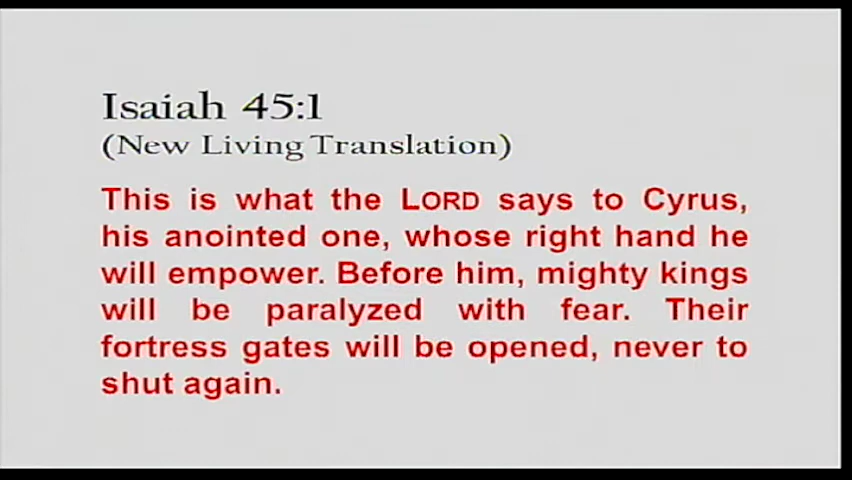 Isaiah 45:1
(New Living Translation)
This is what the LORD says to Cyrus,
his anointed one, whose right hand he
will empower. Before him, mighty kings
will be paralyzed with fear. Their
fortress gates will be opened, never to
shut again.